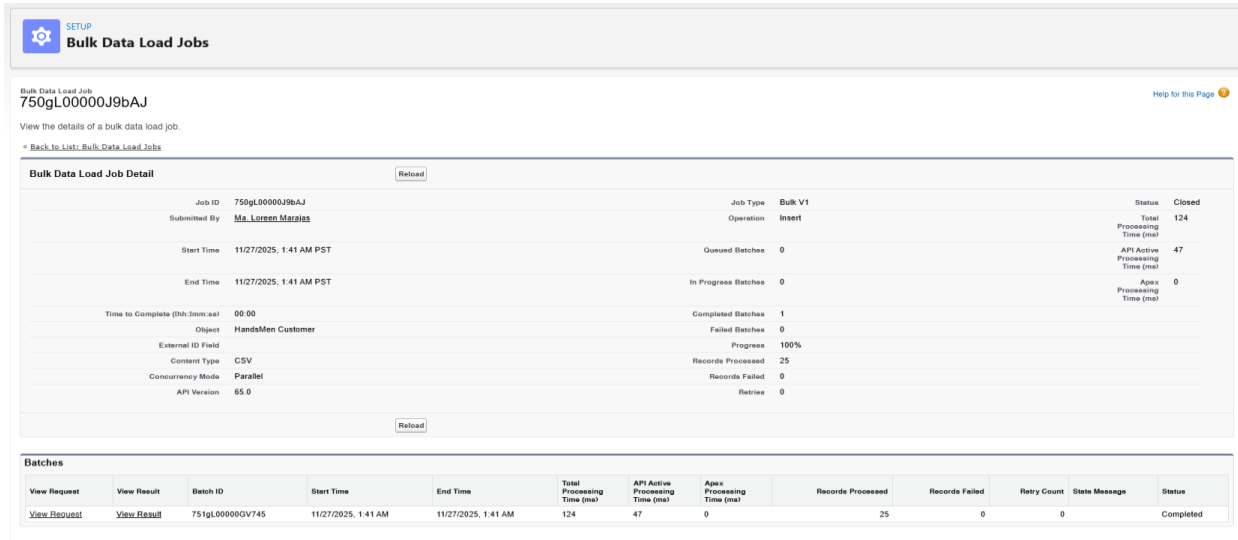 SETUP
Bulk Data Load Jobs
Bulk Data Load Job
750gL00000J9bAJ
Help for this Page
View the details of a bulk data load job.
« Back to List: Bulk Data Load Jobs
Bulk Data Load Job Detail
Reload
Job ID 750gL00000J9bAJ Job Type Bulk V1 Status Closed
Submitted By Ma. Loreen Marajas Operation Insert Total Processing Time (ms) 124
Start Time 11/27/2025, 1:41 AM PST Queued Batches 0 API Active Processing Time (ms) 47
End Time 11/27/2025, 1:41 AM PST In Progress Batches 0 Apex Processing Time (ms) 0
Time to Complete (hh:mm:ss) 00:00 Completed Batches 1
Object HandsMen Customer Failed Batches 0
External ID Field Progress 100%
Content Type CSV Records Processed 25
Concurrency Mode Parallel Records Failed 0
API Version 65.0 Retries 0
Reload
Batches
View Request View Result Batch ID Start Time End Time Total Processing Time (ms) API Active Processing Time (ms) Apex Processing Time (ms) Records Processed Records Failed Retry Count State Message Status
View Request View Result 751gL00000GV745 11/27/2025, 1:41 AM 11/27/2025, 1:41 AM 124 47 0 25 0 0 Completed